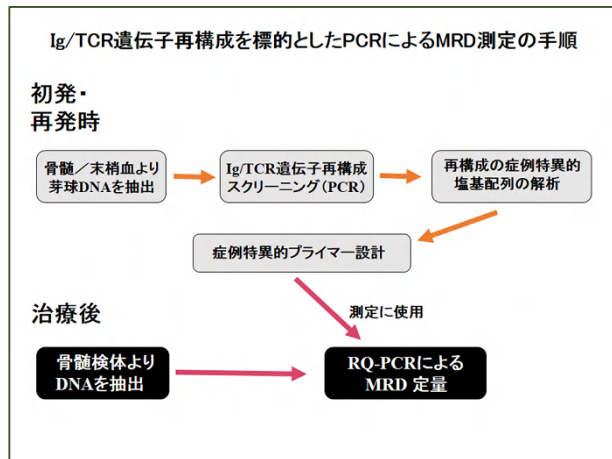 Ig/TCR遺伝子再構成を標的としたPCRによるMRD測定の手順
初発・
再発時
骨髄／末梢血より
芽球DNAを抽出
Ig/TCR遺伝子再構成
スクリーニング（PCR）
再構成の症例特異的
塩基配列の解析
症例特異的プライマー設計
治療後
測定に使用
骨髄検体より
DNAを抽出
RQ-PCRによる
MRD 定量